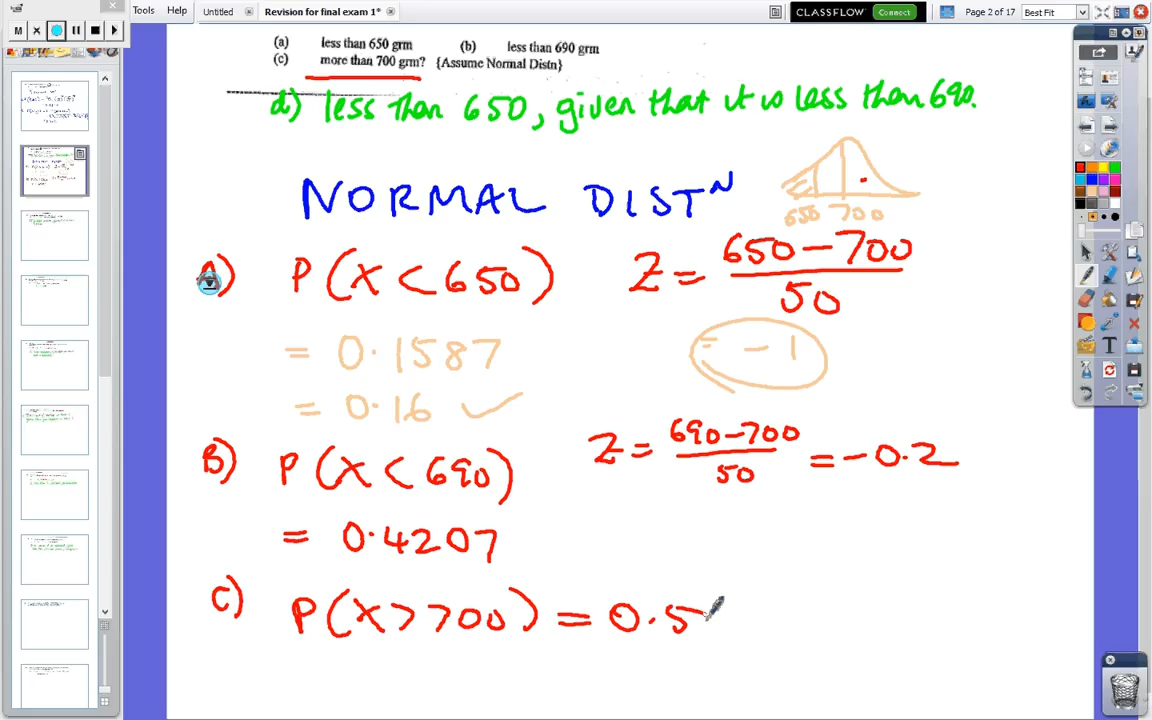 Tools Help Untitled Revision for final exam 1* CLASSFLOW Connect Page 2 of 17 Best Fit
M
(a) less than 650 grm (b) less than 690 grm
(c) more than 700 grm? {Assume Normal Distn}
d) less than 650, given that it is less than 690.
NORMAL DISTN
650 700
A) P(X < 650) Z = 650 - 700 / 50
= 0.1587 = - 1
= 0.16 ✓
B) P(X < 690) Z = 690-700 / 50 = -0.2
= 0.4207
C) P(X > 700) = 0.5